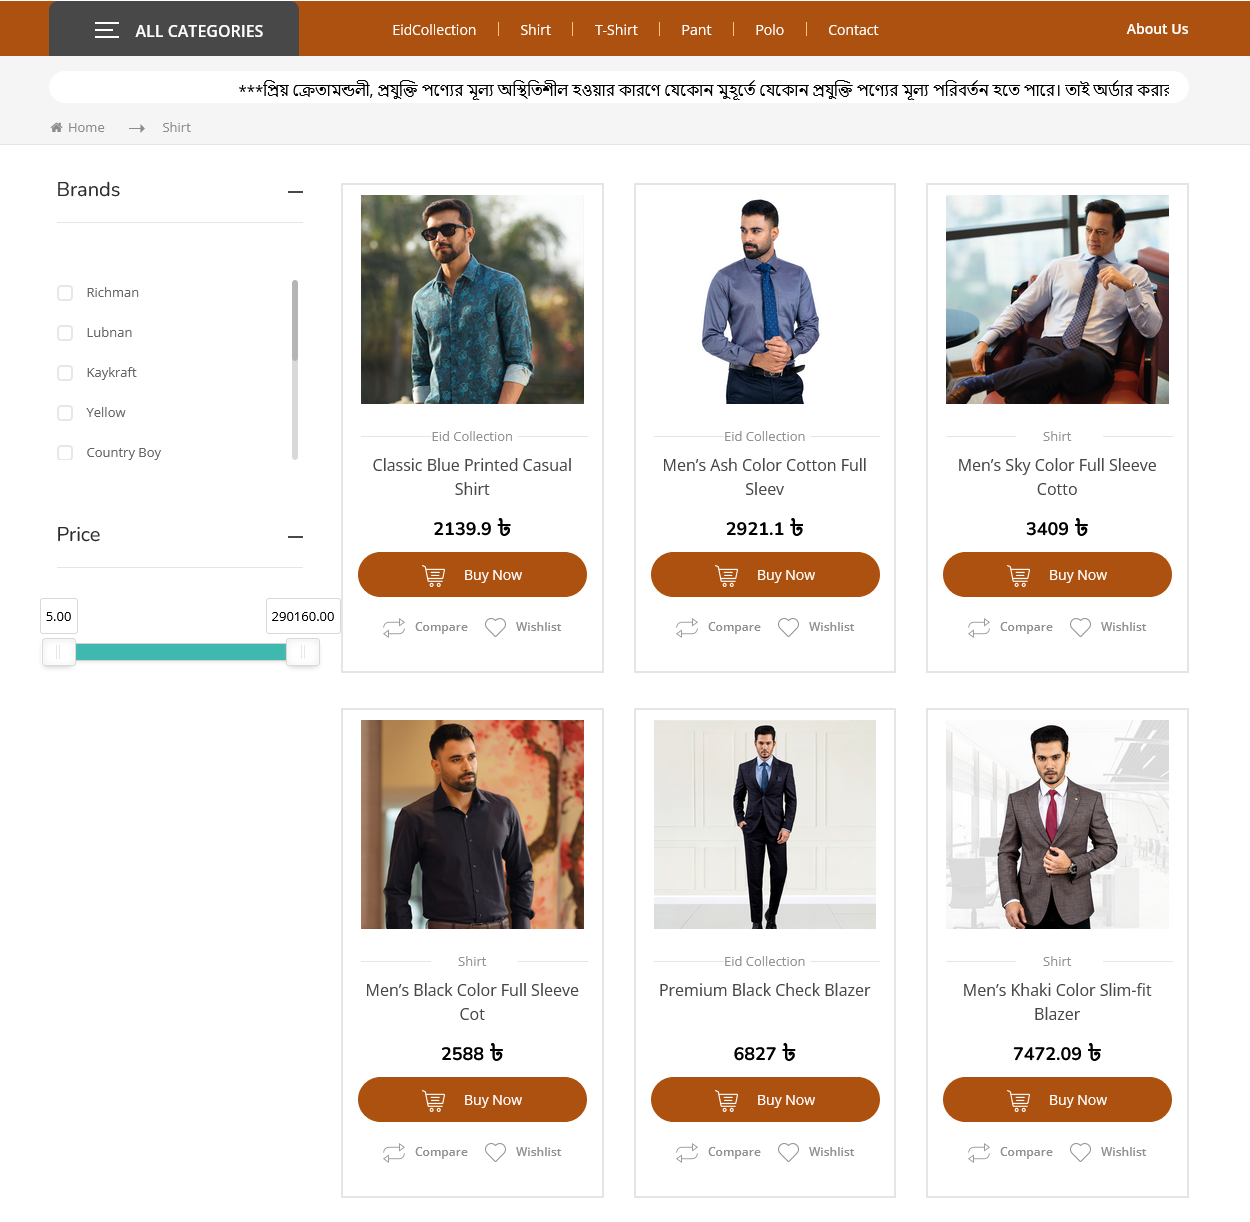 ALL CATEGORIES
EidCollection
Shirt
T-Shirt
Pant
Polo
Contact
About Us
***প্রিয় ক্রেতামন্ডলী, প্রযুক্তি পণ্যের মূল্য অস্থিতিশীল হওয়ার কারণে যেকোন মুহূর্তে যেকোন প্রযুক্তি পণ্যের মূল্য পরিবর্তন হতে পারে। তাই অর্ডার করার
Home
Shirt
Brands
Richman
Lubnan
Kaykraft
Yellow
Country Boy
Price
5.00
290160.00
Eid Collection
Classic Blue Printed Casual
Shirt
2139.9 ৳
Buy Now
Compare
Wishlist
Eid Collection
Men’s Ash Color Cotton Full
Sleev
2921.1 ৳
Buy Now
Compare
Wishlist
Shirt
Men’s Sky Color Full Sleeve
Cotto
3409 ৳
Buy Now
Compare
Wishlist
Shirt
Men’s Black Color Full Sleeve
Cot
2588 ৳
Buy Now
Compare
Wishlist
Eid Collection
Premium Black Check Blazer
6827 ৳
Buy Now
Compare
Wishlist
Shirt
Men’s Khaki Color Slim-fit
Blazer
7472.09 ৳
Buy Now
Compare
Wishlist